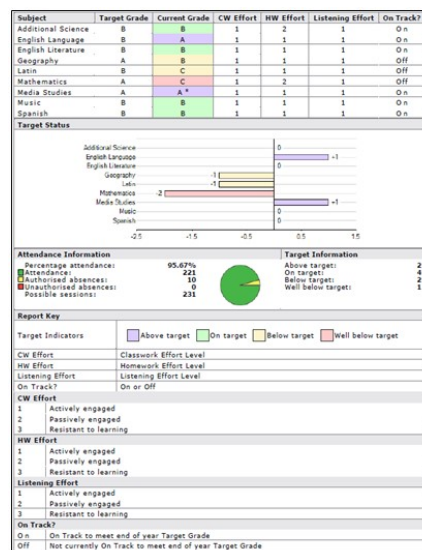 Subject Target Grade Current Grade CW Effort HW Effort Listening Effort On Track?
Additional Science B B 1 2 1 On
English Language B A 1 1 1 On
English Literature B B 1 1 1 On
Geography A B 1 1 1 Off
Latin B C 1 1 1 Off
Mathematics A C 1 2 1 Off
Media Studies A A* 1 1 1 On
Music B B 1 1 1 On
Spanish B B 1 1 1 On
Target Status
Additional Science 0
English Language +1
English Literature 0
Geography -1
Latin -1
Mathematics -2
Media Studies +1
Music 0
Spanish 0
-2.5 -1.5 -0.5 0.5 1.5
Attendance Information Target Information
Percentage attendance: 95.67% Above target: 2
Attendance: 221 On target: 4
Authorised absences: 10 Below target: 2
Unauthorised absences: 0 Well below target: 1
Possible sessions: 231
Report Key
Target Indicators Above target On target Below target Well below target
CW Effort Classwork Effort Level
HW Effort Homework Effort Level
Listening Effort Listening Effort Level
On Track? On or Off
CW Effort
1 Actively engaged
2 Passively engaged
3 Resistant to learning
HW Effort
1 Actively engaged
2 Passively engaged
3 Resistant to learning
Listening Effort
1 Actively engaged
2 Passively engaged
3 Resistant to learning
On Track?
On On Track to meet end of year Target Grade
Off Not currently On Track to meet end of year Target Grade